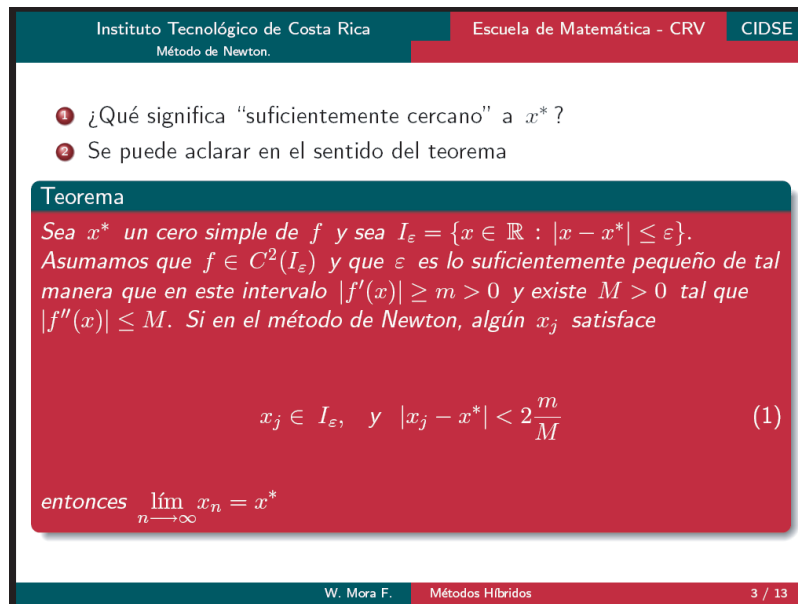 Instituto Tecnológico de Costa Rica Escuela de Matemática - CRV CIDSE
Método de Newton.
1 ¿Qué significa “suficientemente cercano” a x* ?
2 Se puede aclarar en el sentido del teorema
Teorema
Sea x* un cero simple de f y sea I_ε = {x ∈ ℝ : |x − x*| ≤ ε}.
Asumamos que f ∈ C²(I_ε) y que ε es lo suficientemente pequeño de tal
manera que en este intervalo |f′(x)| ≥ m > 0 y existe M > 0 tal que
|f″(x)| ≤ M. Si en el método de Newton, algún x_j satisface
x_j ∈ I_ε, y |x_j − x*| < 2 m/M (1)
entonces lím_{n⟶∞} x_n = x*
W. Mora F. Métodos Híbridos 3 / 13